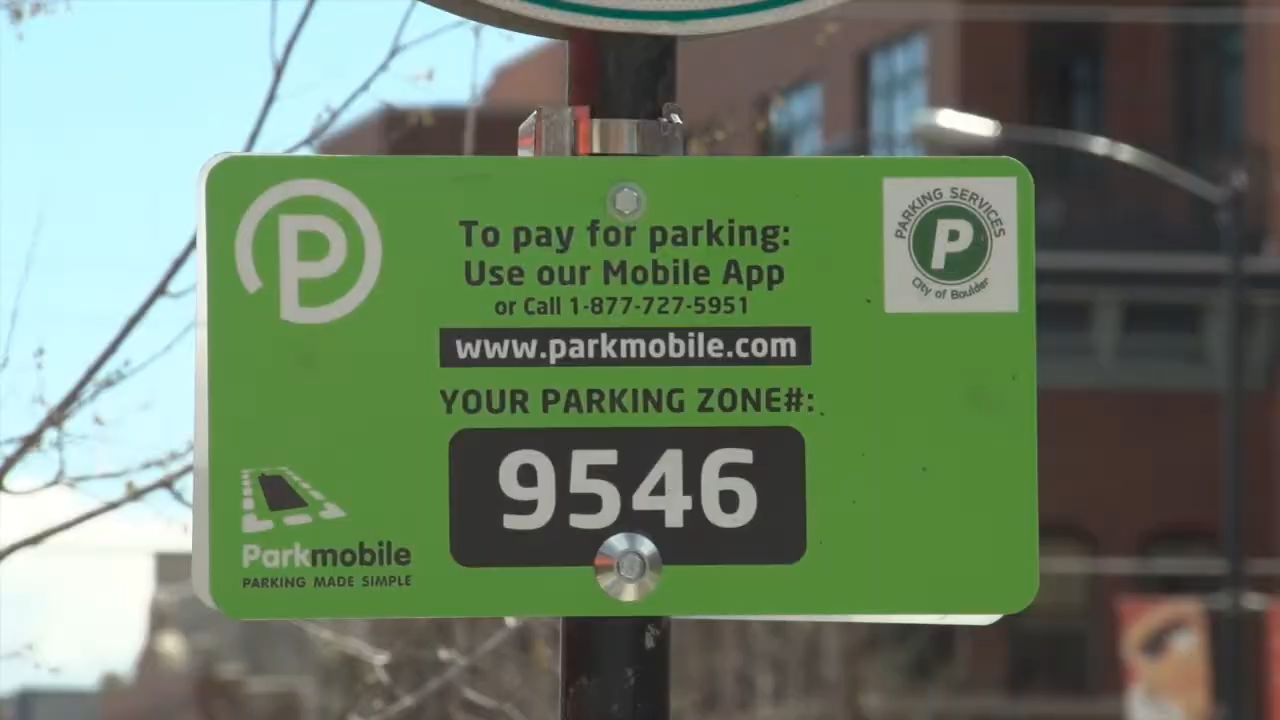 P
To pay for parking:
Use our Mobile App
or Call 1-877-727-5951
www.parkmobile.com
YOUR PARKING ZONE#:
9546
PARKING SERVICES
P
City of Boulder
Parkmobile
PARKING MADE SIMPLE